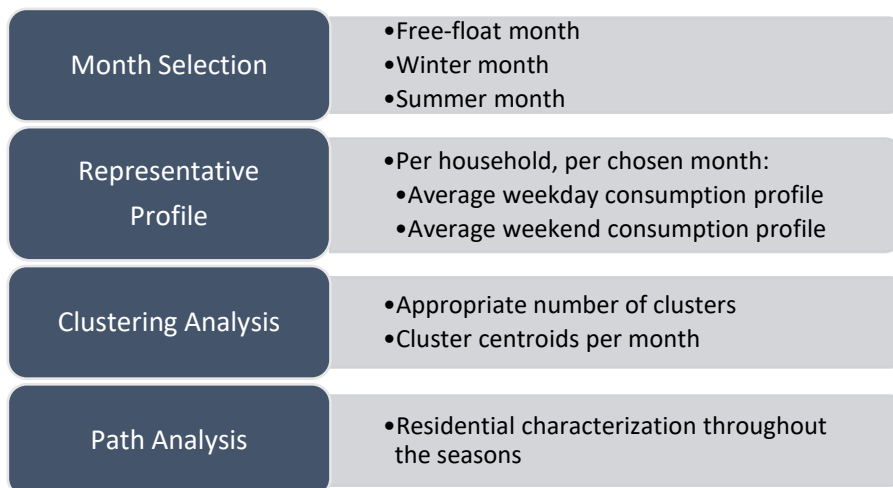 Month Selection
•Free-float month
•Winter month
•Summer month
Representative
Profile
•Per household, per chosen month:
•Average weekday consumption profile
•Average weekend consumption profile
Clustering Analysis
•Appropriate number of clusters
•Cluster centroids per month
Path Analysis
•Residential characterization throughout
the seasons